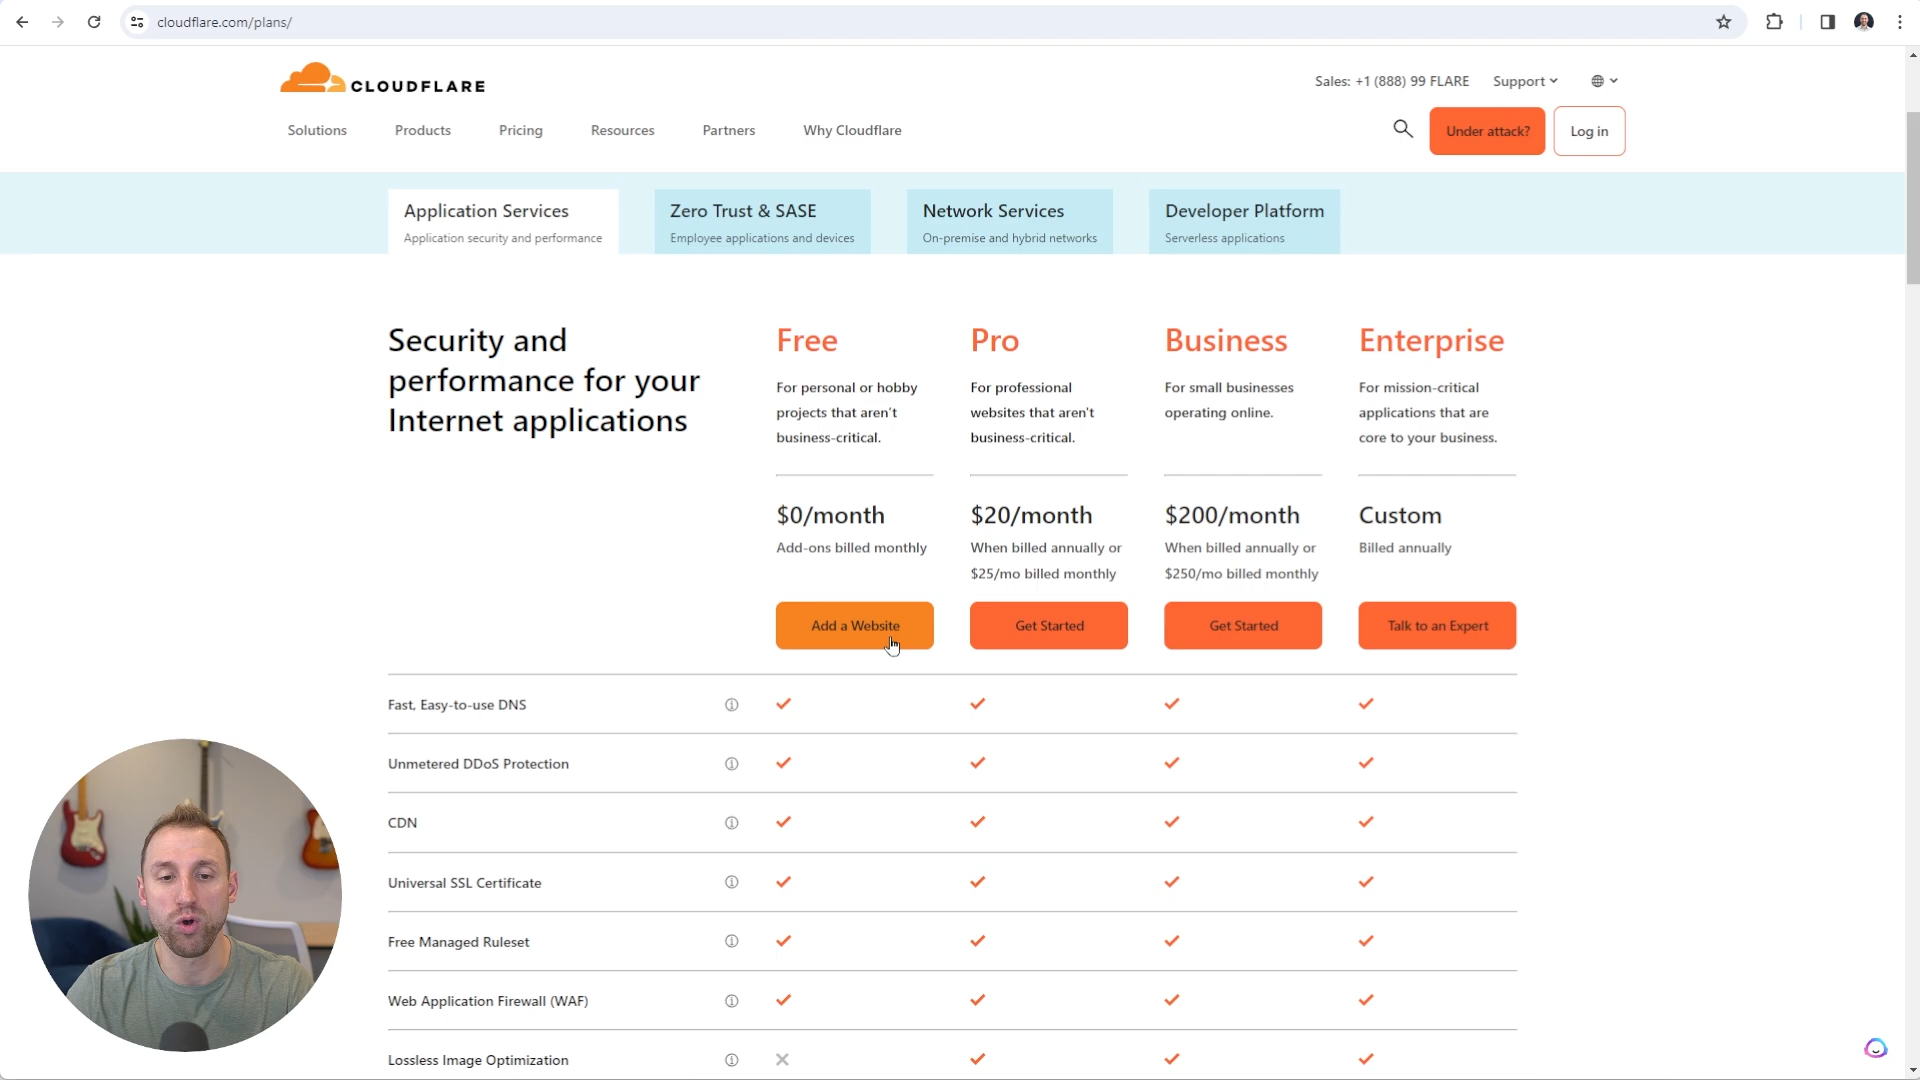 cloudflare.com/plans/
CLOUDFLARE
Sales: +1 (888) 99 FLARE
Support
Solutions
Products
Pricing
Resources
Partners
Why Cloudflare
Under attack?
Log in
Application Services
Application security and performance
Zero Trust & SASE
Employee applications and devices
Network Services
On-premise and hybrid networks
Developer Platform
Serverless applications
Security and
performance for your
Internet applications
Free
For personal or hobby
projects that aren't
business-critical.
$0/month
Add-ons billed monthly
Add a Website
Pro
For professional
websites that aren't
business-critical.
$20/month
When billed annually or
$25/mo billed monthly
Get Started
Business
For small businesses
operating online.
$200/month
When billed annually or
$250/mo billed monthly
Get Started
Enterprise
For mission-critical
applications that are
core to your business.
Custom
Billed annually
Talk to an Expert
Fast, Easy-to-use DNS
Unmetered DDoS Protection
CDN
Universal SSL Certificate
Free Managed Ruleset
Web Application Firewall (WAF)
Lossless Image Optimization